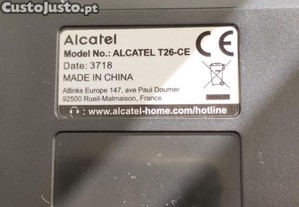 CustoJusto.pt
Alcatel
Model No.: ALCATEL T26-CE
Date: 3718
MADE IN CHINA
Atlinks Europe 147, ave Paul Doumer
92500 Rueil-Malmaison, France
: www.alcatel-home.com/hotline
CE